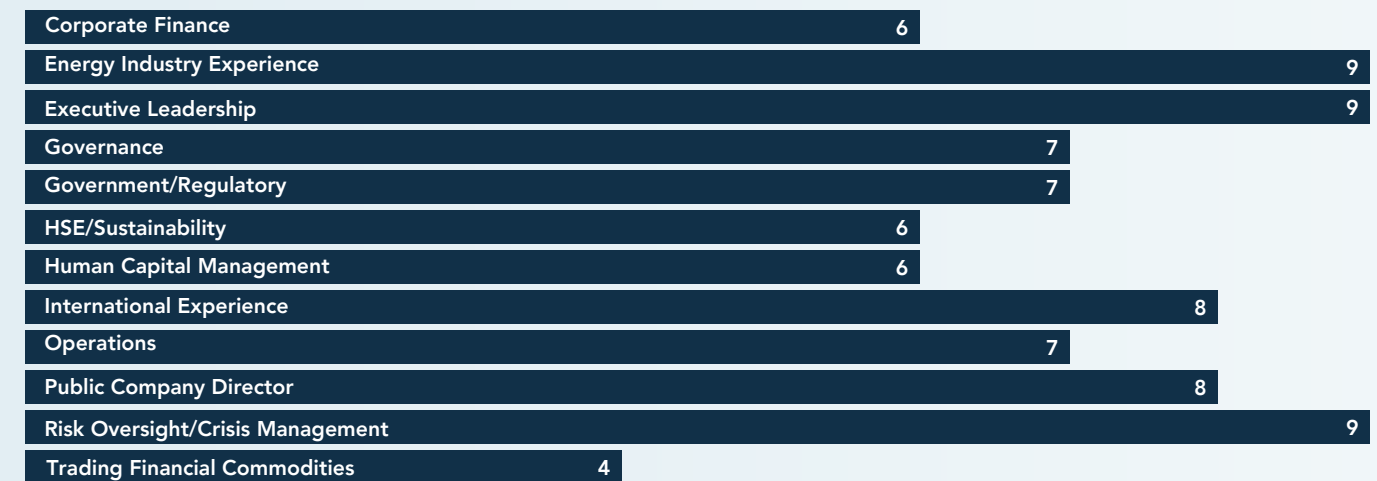 Corporate Finance 6
Energy Industry Experience 9
Executive Leadership 9
Governance 7
Government/Regulatory 7
HSE/Sustainability 6
Human Capital Management 6
International Experience 8
Operations 7
Public Company Director 8
Risk Oversight/Crisis Management 9
Trading Financial Commodities 4